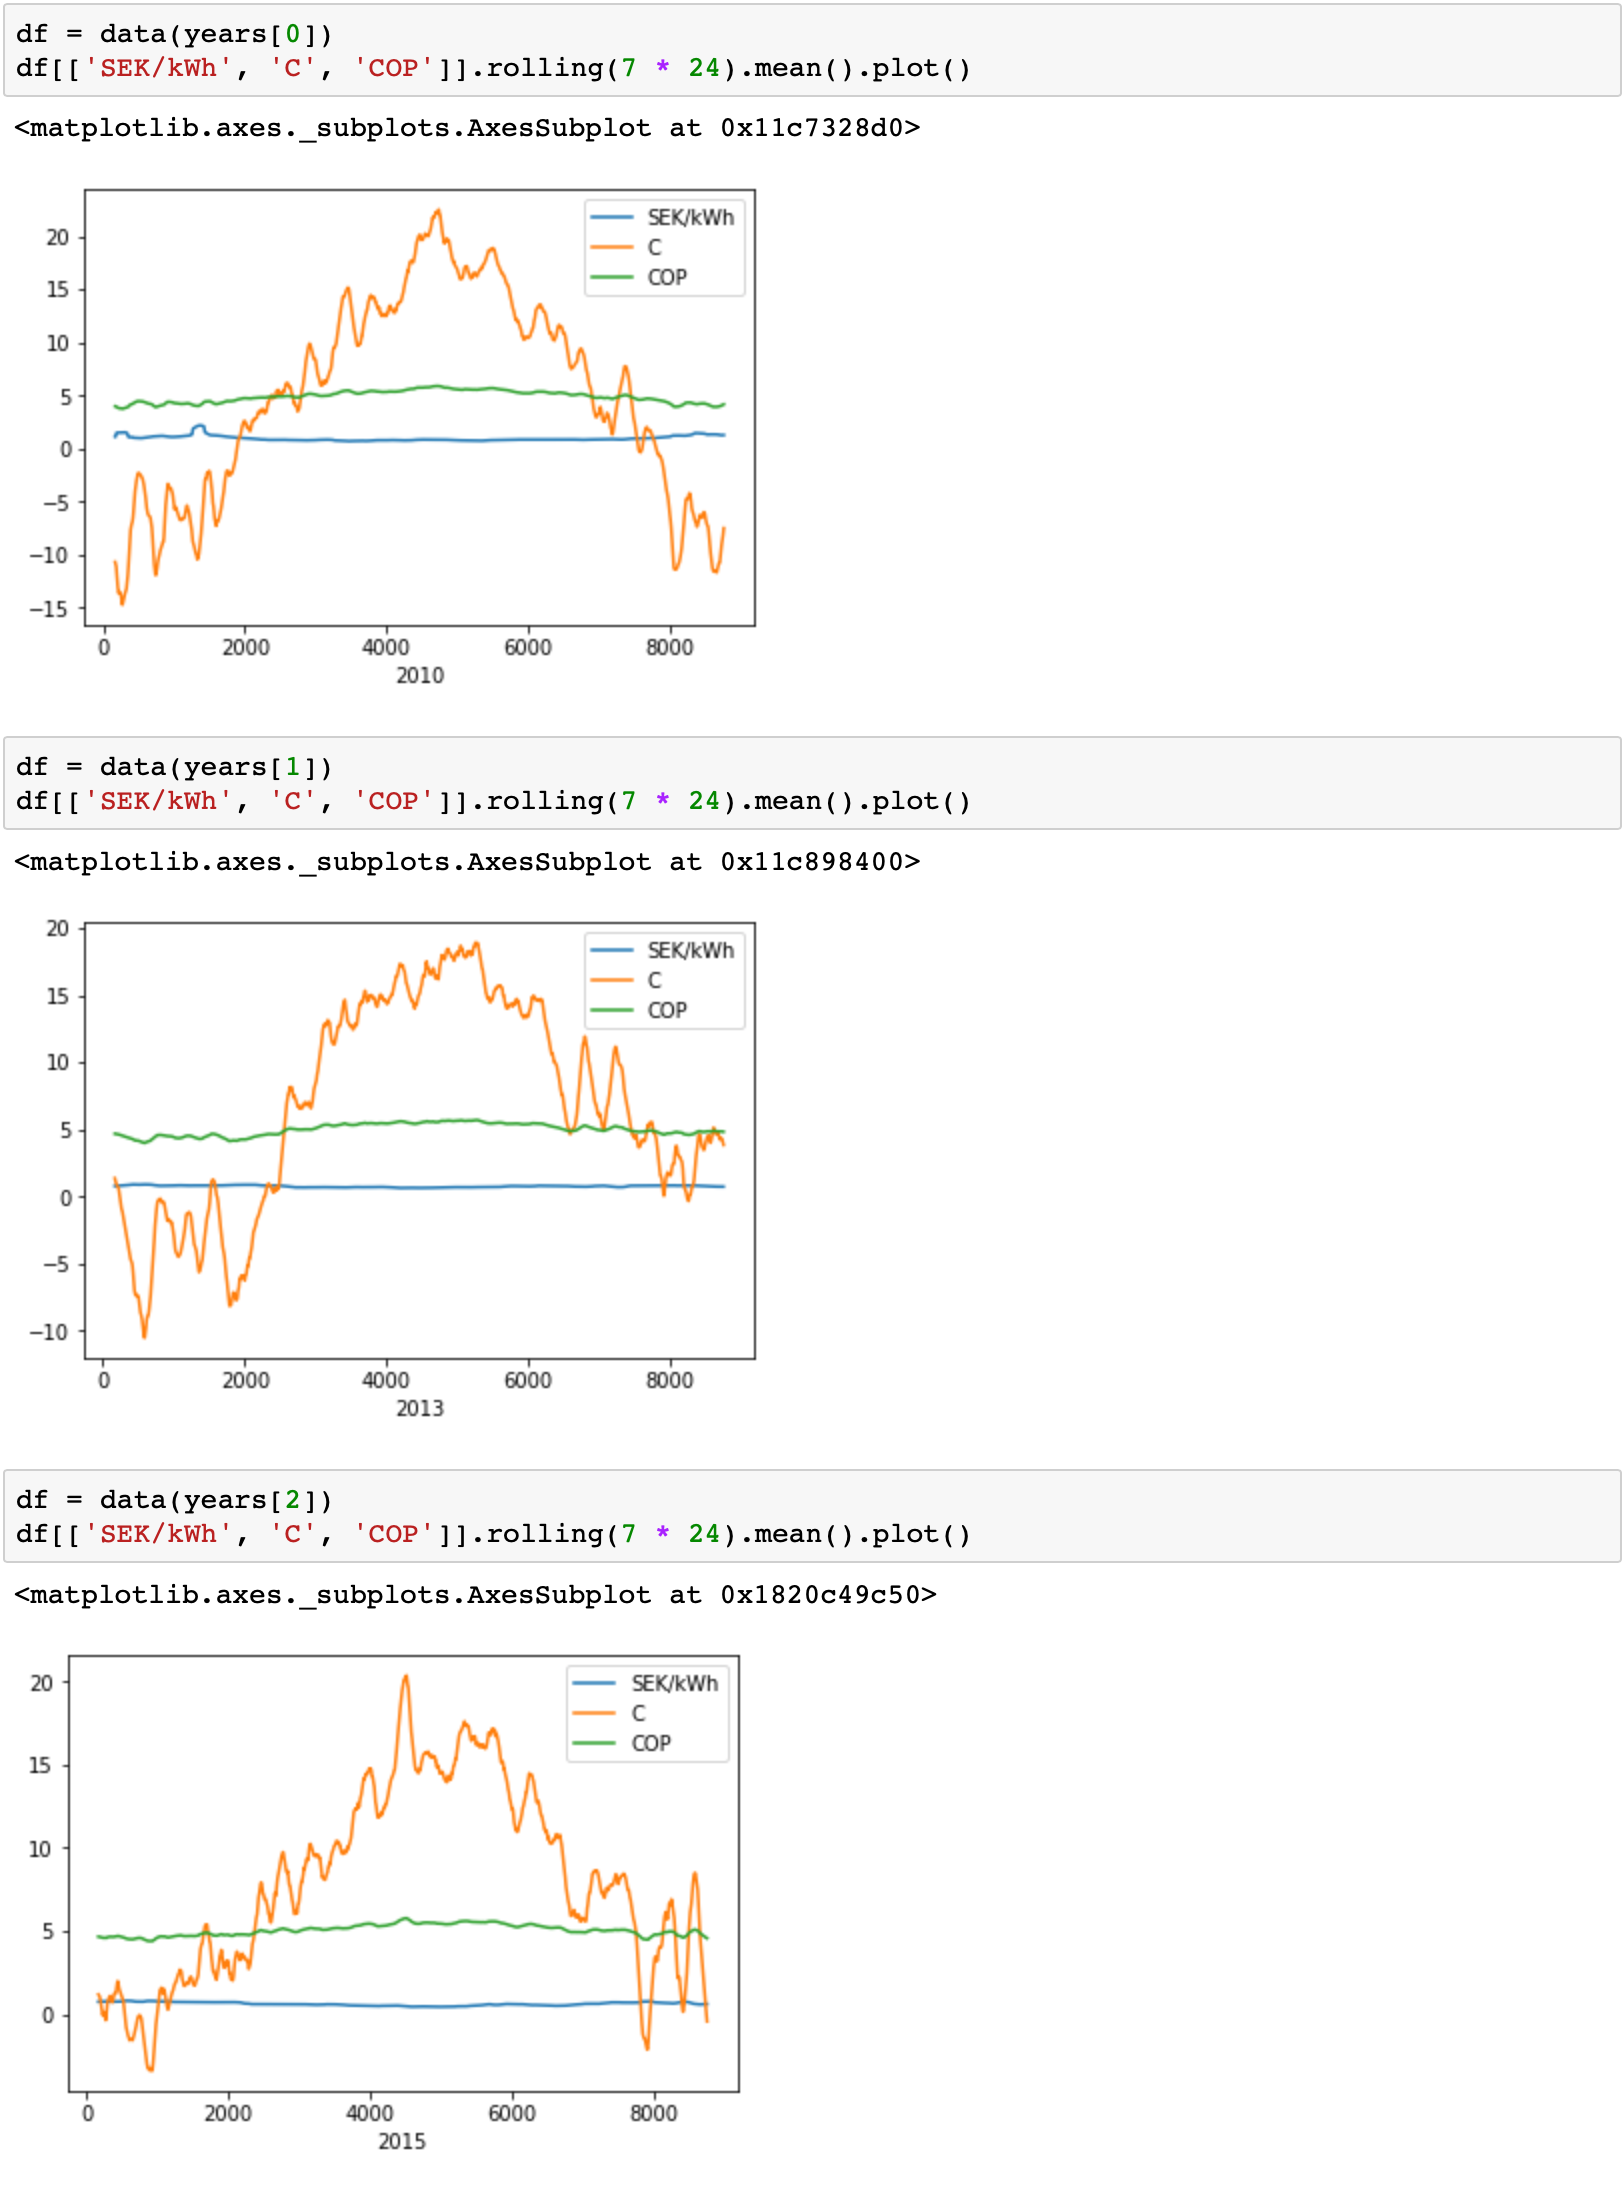 df = data(years[0])
df[['SEK/kWh', 'C', 'COP']].rolling(7 * 24).mean().plot()
<matplotlib.axes._subplots.AxesSubplot at 0x11c7328d0>
SEK/kWh
C
COP
20
15
10
5
0
−5
−10
−15
0 2000 4000 6000 8000
2010
df = data(years[1])
df[['SEK/kWh', 'C', 'COP']].rolling(7 * 24).mean().plot()
<matplotlib.axes._subplots.AxesSubplot at 0x11c898400>
SEK/kWh
C
COP
20
15
10
5
0
−5
−10
0 2000 4000 6000 8000
2013
df = data(years[2])
df[['SEK/kWh', 'C', 'COP']].rolling(7 * 24).mean().plot()
<matplotlib.axes._subplots.AxesSubplot at 0x1820c49c50>
SEK/kWh
C
COP
20
15
10
5
0
0 2000 4000 6000 8000
2015